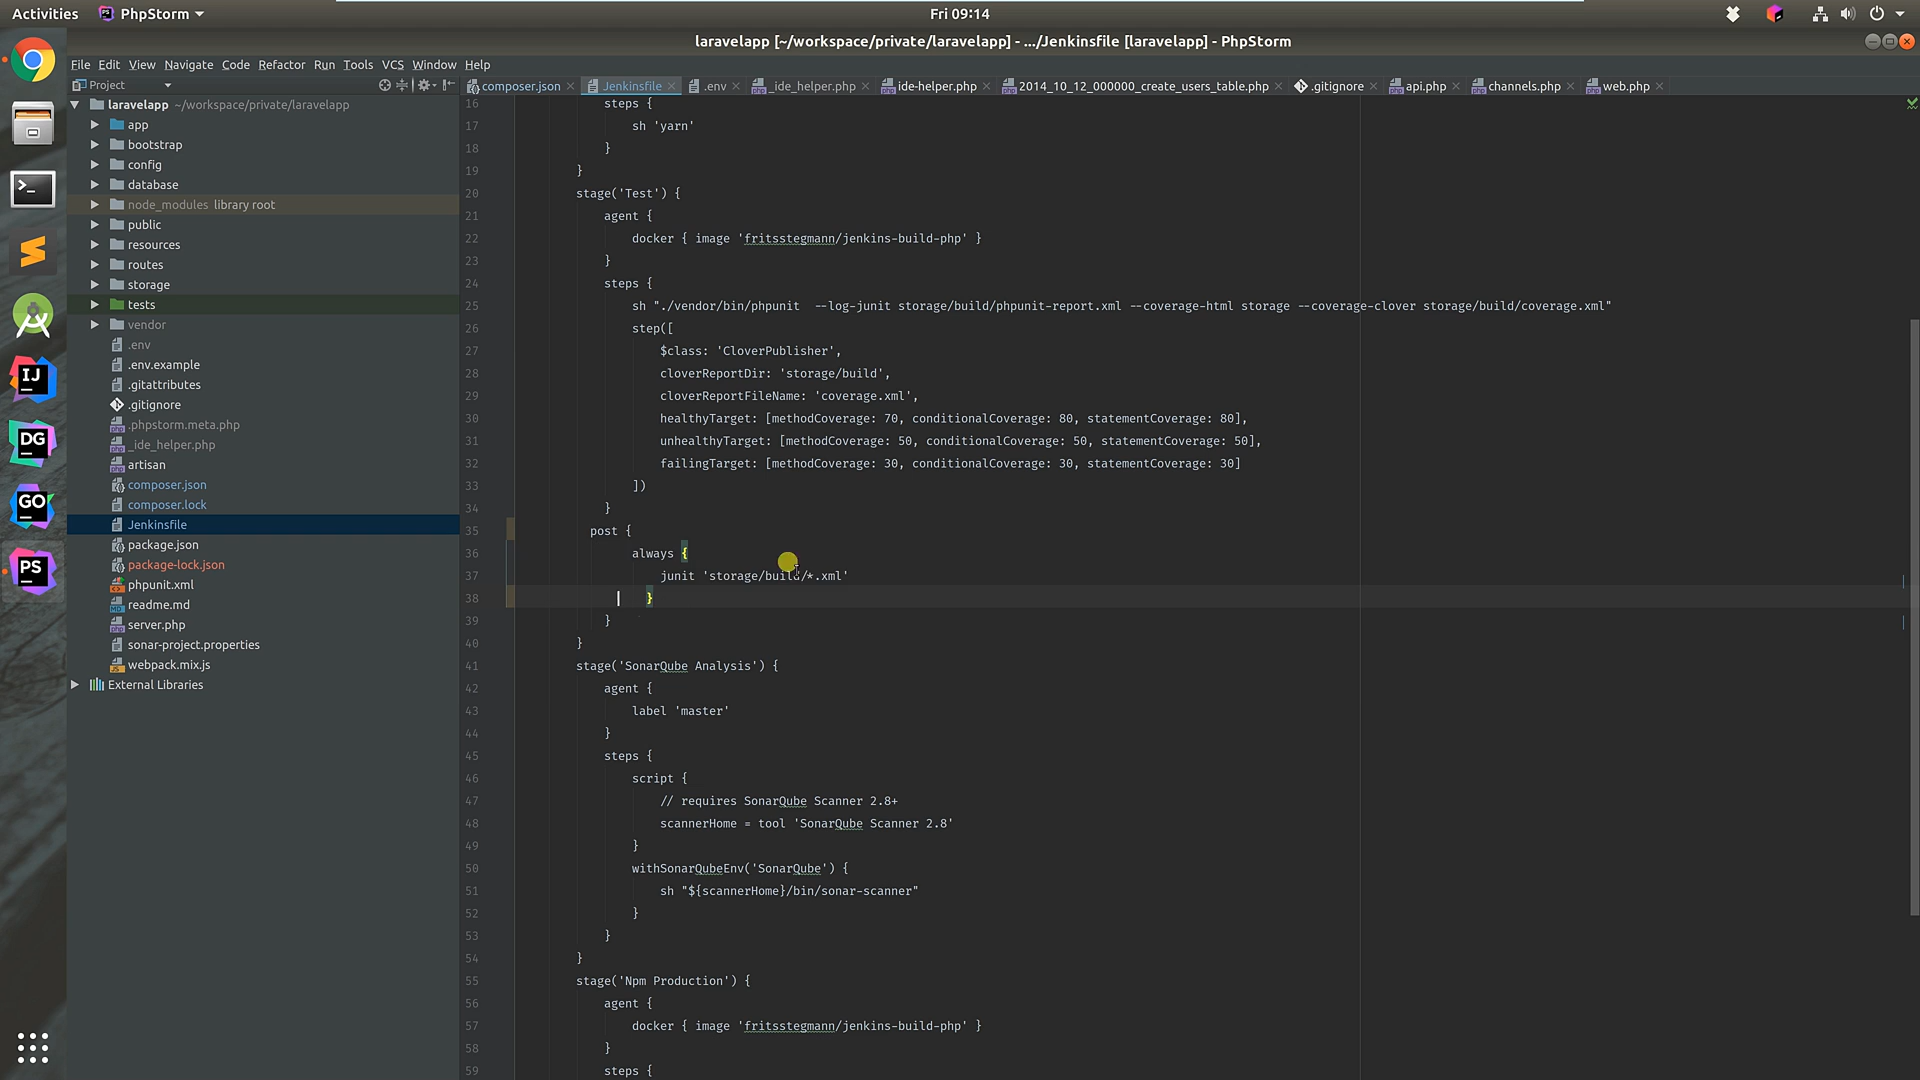 Activities PhpStorm Fri 09:14
laravelapp [~/workspace/private/laravelapp] - .../Jenkinsfile [laravelapp] - PhpStorm
File Edit View Navigate Code Refactor Run Tools VCS Window Help
Project
composer.json Jenkinsfile .env _ide_helper.php ide-helper.php 2014_10_12_000000_create_users_table.php .gitignore api.php channels.php web.php
laravelapp ~/workspace/private/laravelapp
app
bootstrap
config
database
node_modules library root
public
resources
routes
storage
tests
vendor
.env
.env.example
.gitattributes
.gitignore
.phpstorm.meta.php
_ide_helper.php
artisan
composer.json
composer.lock
Jenkinsfile
package.json
package-lock.json
phpunit.xml
readme.md
server.php
sonar-project.properties
webpack.mix.js
External Libraries
IJ
DG
GO
PS
16 steps {
17 sh 'yarn'
18 }
19 }
20 stage('Test') {
21 agent {
22 docker { image 'fritsstegmann/jenkins-build-php' }
23 }
24 steps {
25 sh "./vendor/bin/phpunit  --log-junit storage/build/phpunit-report.xml --coverage-html storage --coverage-clover storage/build/coverage.xml"
26 step([
27 $class: 'CloverPublisher',
28 cloverReportDir: 'storage/build',
29 cloverReportFileName: 'coverage.xml',
30 healthyTarget: [methodCoverage: 70, conditionalCoverage: 80, statementCoverage: 80],
31 unhealthyTarget: [methodCoverage: 50, conditionalCoverage: 50, statementCoverage: 50],
32 failingTarget: [methodCoverage: 30, conditionalCoverage: 30, statementCoverage: 30]
33 ])
34 }
35 post {
36 always {
37 junit 'storage/build/*.xml'
38 }
39 }
40 }
41 stage('SonarQube Analysis') {
42 agent {
43 label 'master'
44 }
45 steps {
46 script {
47 // requires SonarQube Scanner 2.8+
48 scannerHome = tool 'SonarQube Scanner 2.8'
49 }
50 withSonarQubeEnv('SonarQube') {
51 sh "${scannerHome}/bin/sonar-scanner"
52 }
53 }
54 }
55 stage('Npm Production') {
56 agent {
57 docker { image 'fritsstegmann/jenkins-build-php' }
58 }
59 steps {